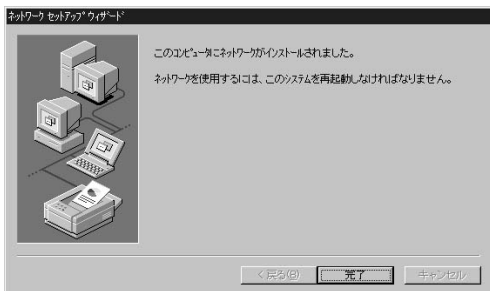 ネットワーク セットアップ ウィザード
このコンピュータにネットワークがインストールされました。
ネットワークを使用するには、このシステムを再起動しなければなりません。
< 戻る(B)
完了
キャンセル